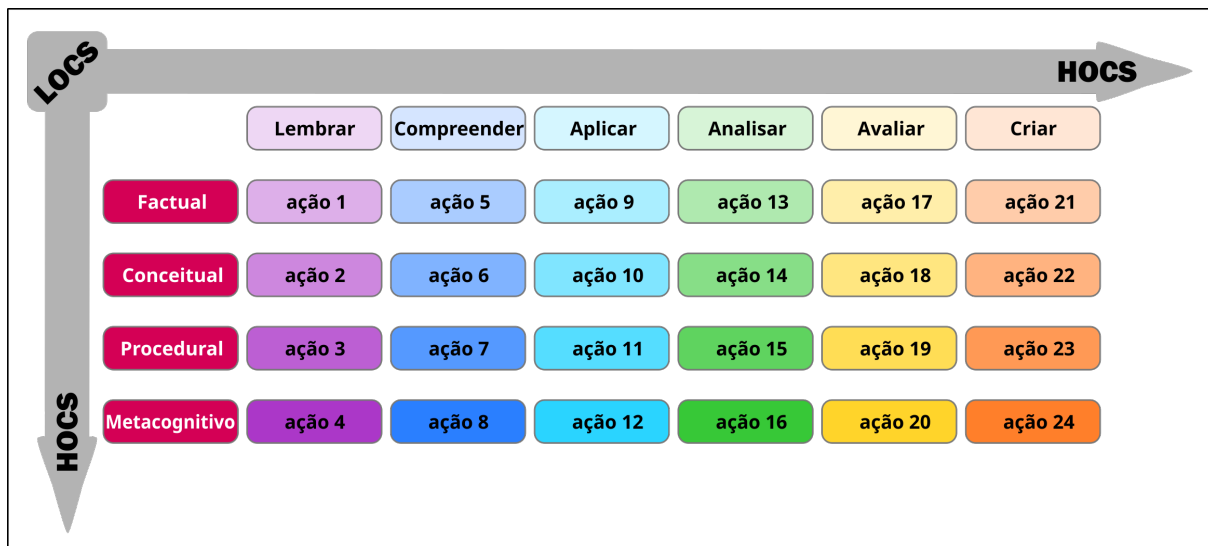 LOCS
HOCS
Lembrar Compreender Aplicar Analisar Avaliar Criar
Factual ação 1 ação 5 ação 9 ação 13 ação 17 ação 21
Conceitual ação 2 ação 6 ação 10 ação 14 ação 18 ação 22
Procedural ação 3 ação 7 ação 11 ação 15 ação 19 ação 23
Metacognitivo ação 4 ação 8 ação 12 ação 16 ação 20 ação 24
HOCS